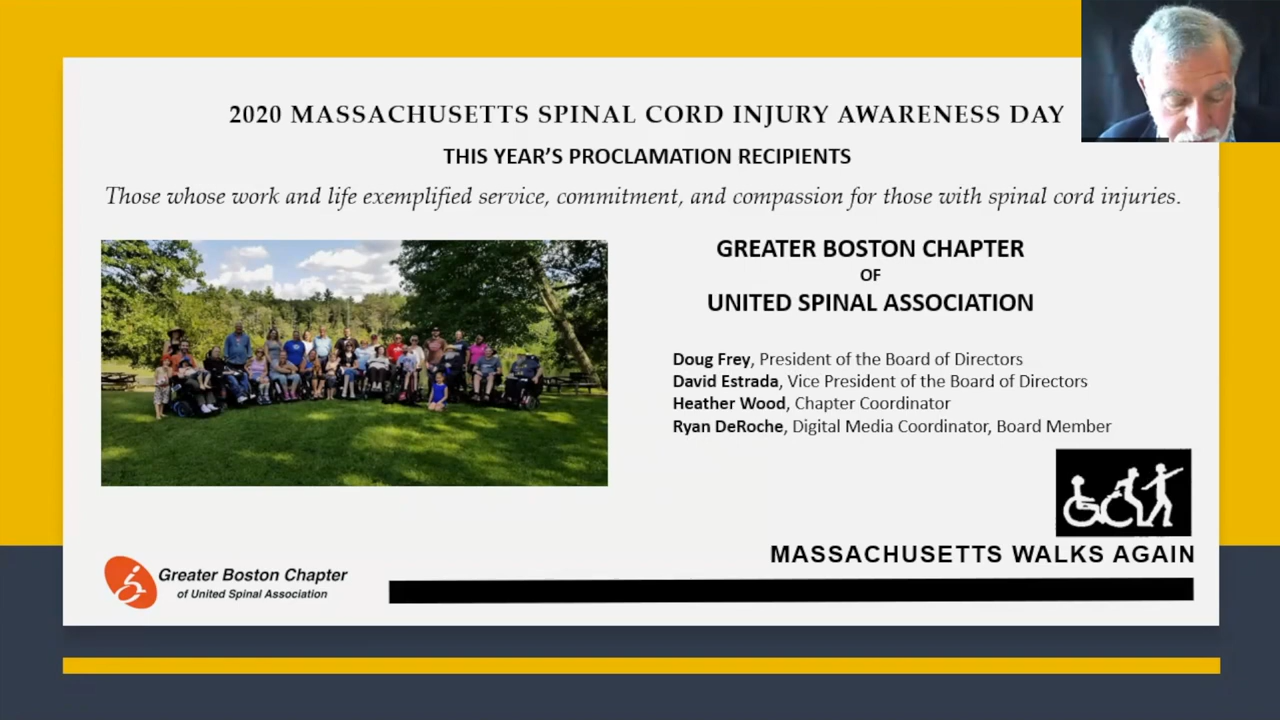 2020 MASSACHUSETTS SPINAL CORD INJURY AWARENESS DAY
THIS YEAR'S PROCLAMATION RECIPIENTS
Those whose work and life exemplified service, commitment, and compassion for those with spinal cord injuries.
GREATER BOSTON CHAPTER
OF
UNITED SPINAL ASSOCIATION
Doug Frey, President of the Board of Directors
David Estrada, Vice President of the Board of Directors
Heather Wood, Chapter Coordinator
Ryan DeRoche, Digital Media Coordinator, Board Member
MASSACHUSETTS WALKS AGAIN
Greater Boston Chapter
of United Spinal Association